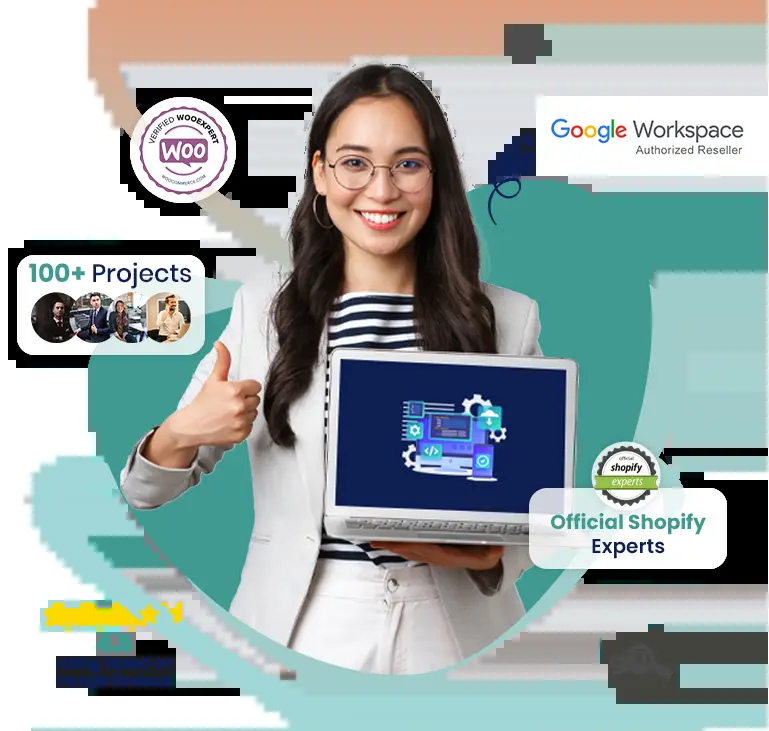 VERIFIED WOOEXPERT
WOO
WOOCOMMERCE.COM
Google Workspace
Authorized Reseller
100+ Projects
official
shopify
experts
Official Shopify
Experts